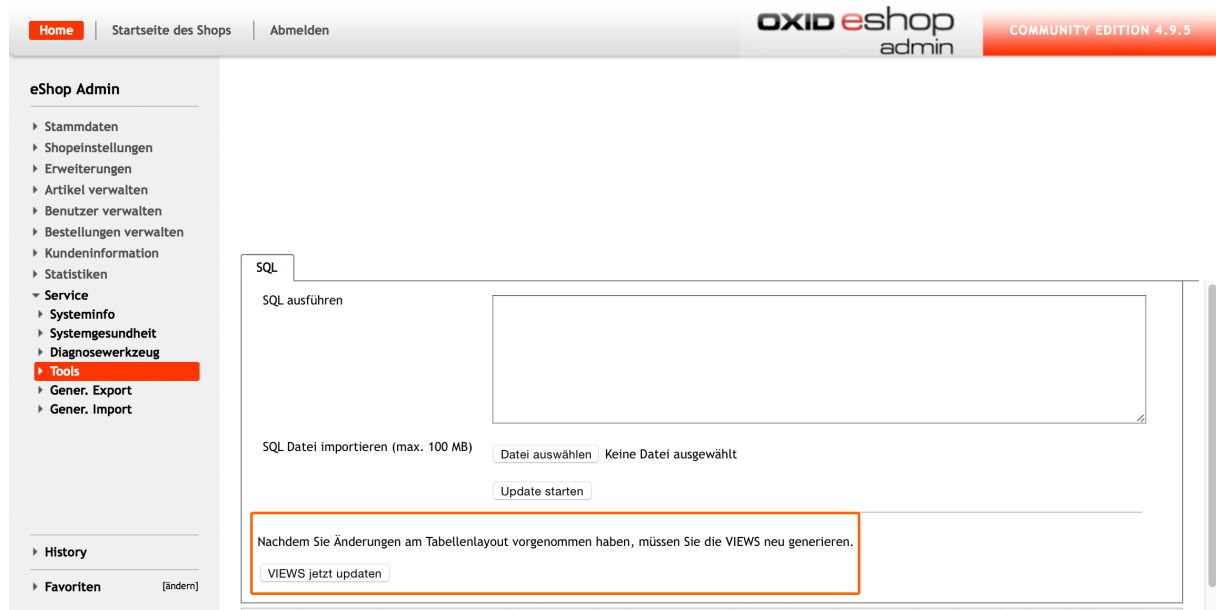 Home
Startseite des Shops
Abmelden
OXID eshop
admin
COMMUNITY EDITION 4.9.5
eShop Admin
Stammdaten
Shopeinstellungen
Erweiterungen
Artikel verwalten
Benutzer verwalten
Bestellungen verwalten
Kundeninformation
Statistiken
Service
Systeminfo
Systemgesundheit
Diagnosewerkzeug
Tools
Gener. Export
Gener. Import
History
Favoriten [ändern]
SQL
SQL ausführen
SQL Datei importieren (max. 100 MB)
Datei auswählen Keine Datei ausgewählt
Update starten
Nachdem Sie Änderungen am Tabellenlayout vorgenommen haben, müssen Sie die VIEWS neu generieren.
VIEWS jetzt updaten